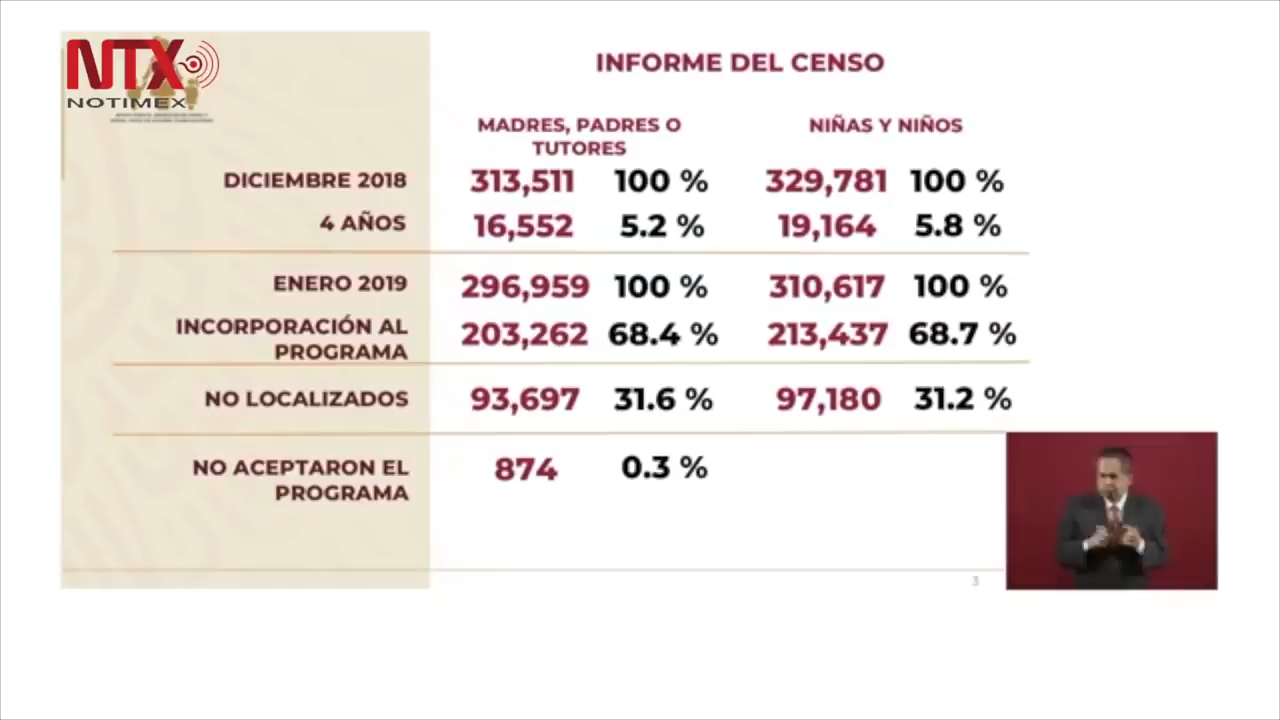 NTX
NOTIMEX
INFORME DEL CENSO
MADRES, PADRES O
TUTORES
NIÑAS Y NIÑOS
DICIEMBRE 2018 313,511 100 % 329,781 100 %
4 AÑOS 16,552 5.2 % 19,164 5.8 %
ENERO 2019 296,959 100 % 310,617 100 %
INCORPORACIÓN AL
PROGRAMA 203,262 68.4 % 213,437 68.7 %
NO LOCALIZADOS 93,697 31.6 % 97,180 31.2 %
NO ACEPTARON EL
PROGRAMA 874 0.3 %
3